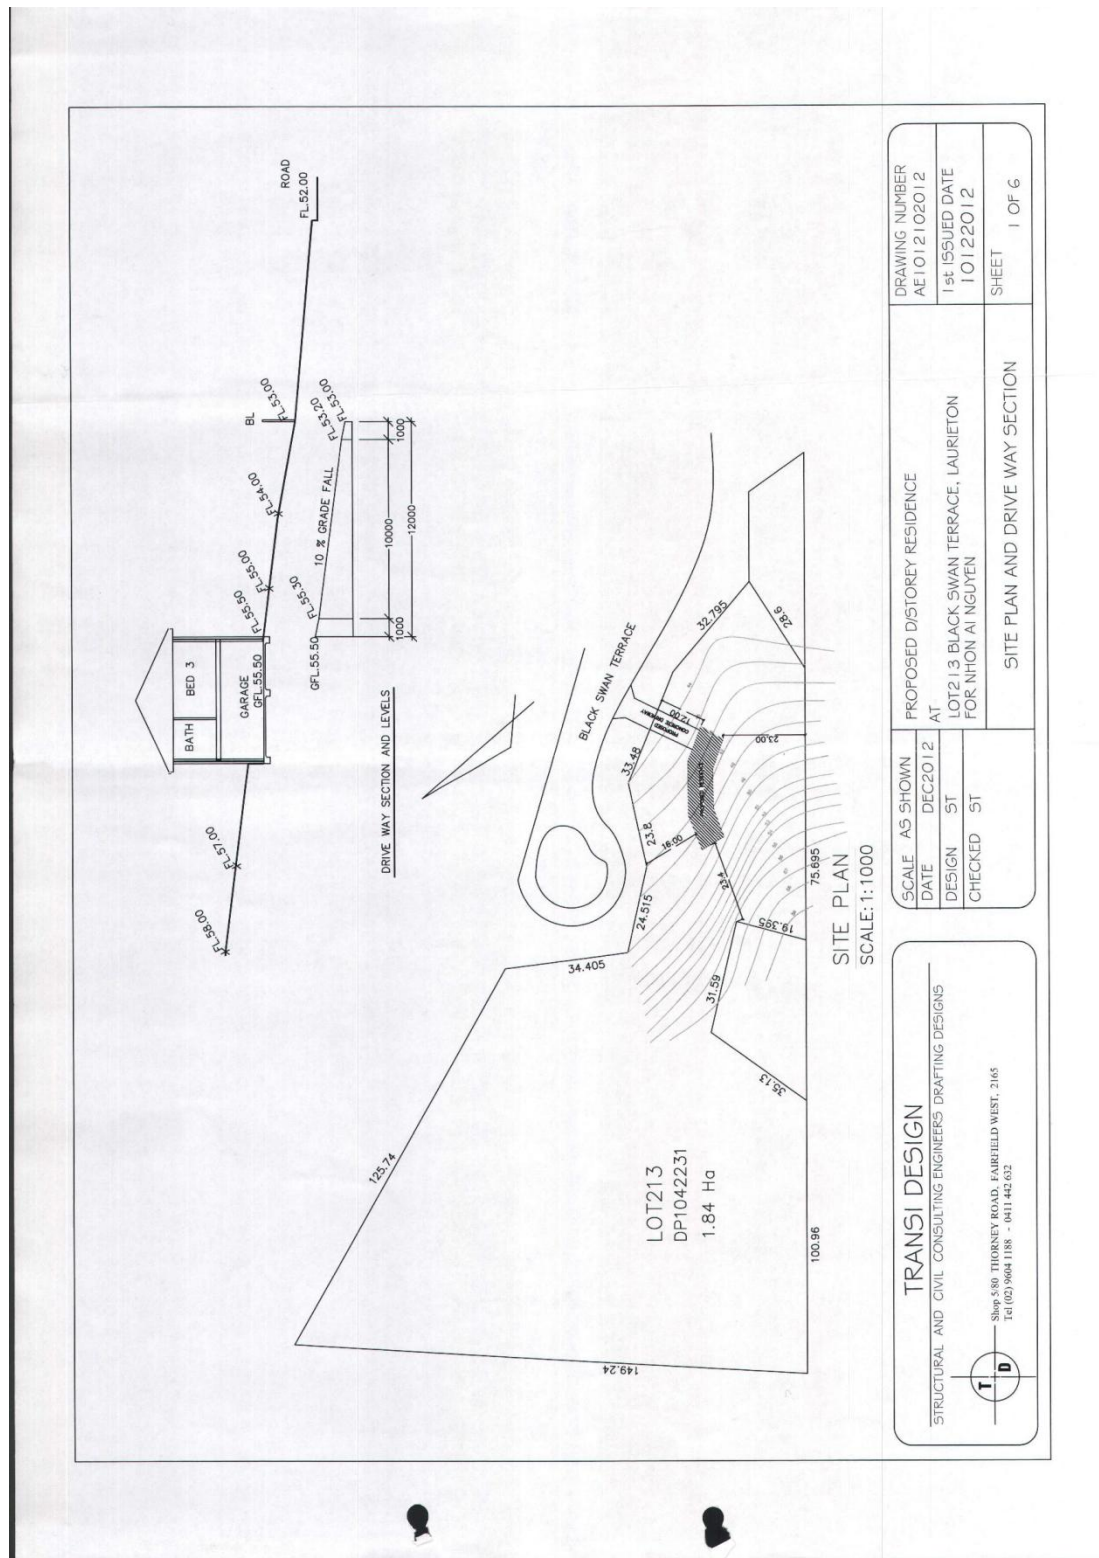 FL.58.00
FL.57.00
BATH
BED 3
GARAGE
GFL.55.50
FL.55.50
FL.55.00
FL.54.00
BL
FL.53.00
ROAD
FL.52.00
GFL.55.50
FL.55.30
10 % GRADE FALL
FL.53.20
FL.53.00
1000
10000
1000
12000
DRIVE WAY SECTION AND LEVELS
BLACK SWAN TERRACE
125.74
34.405
24.515
23.8
33.48
32.795
28.6
12.00
PROPOSED
CONCRETE DRIVEWAY
PROPOSED RESIDENCE
16.00
23.4
23.00
19.395
31.59
35.13
75.695
100.96
149.24
LOT213
DP1042231
1.84 Ha
SITE PLAN
SCALE: 1:1000
TRANSI DESIGN
STRUCTURAL AND CIVIL CONSULTING ENGINEERS DRAFTING DESIGNS
T D
Shop 5/80 THORNEY ROAD, FAIRFIELD WEST, 2165
Tel (02) 9604 1188 - 0411 442 632
SCALE AS SHOWN
DATE DEC2012
DESIGN ST
CHECKED ST
PROPOSED D/STOREY RESIDENCE
AT
LOT213 BLACK SWAN TERRACE, LAURIETON
FOR NHON AI NGUYEN
SITE PLAN AND DRIVE WAY SECTION
DRAWING NUMBER
AE1012102012
1st ISSUED DATE
10122012
SHEET 1 OF 6